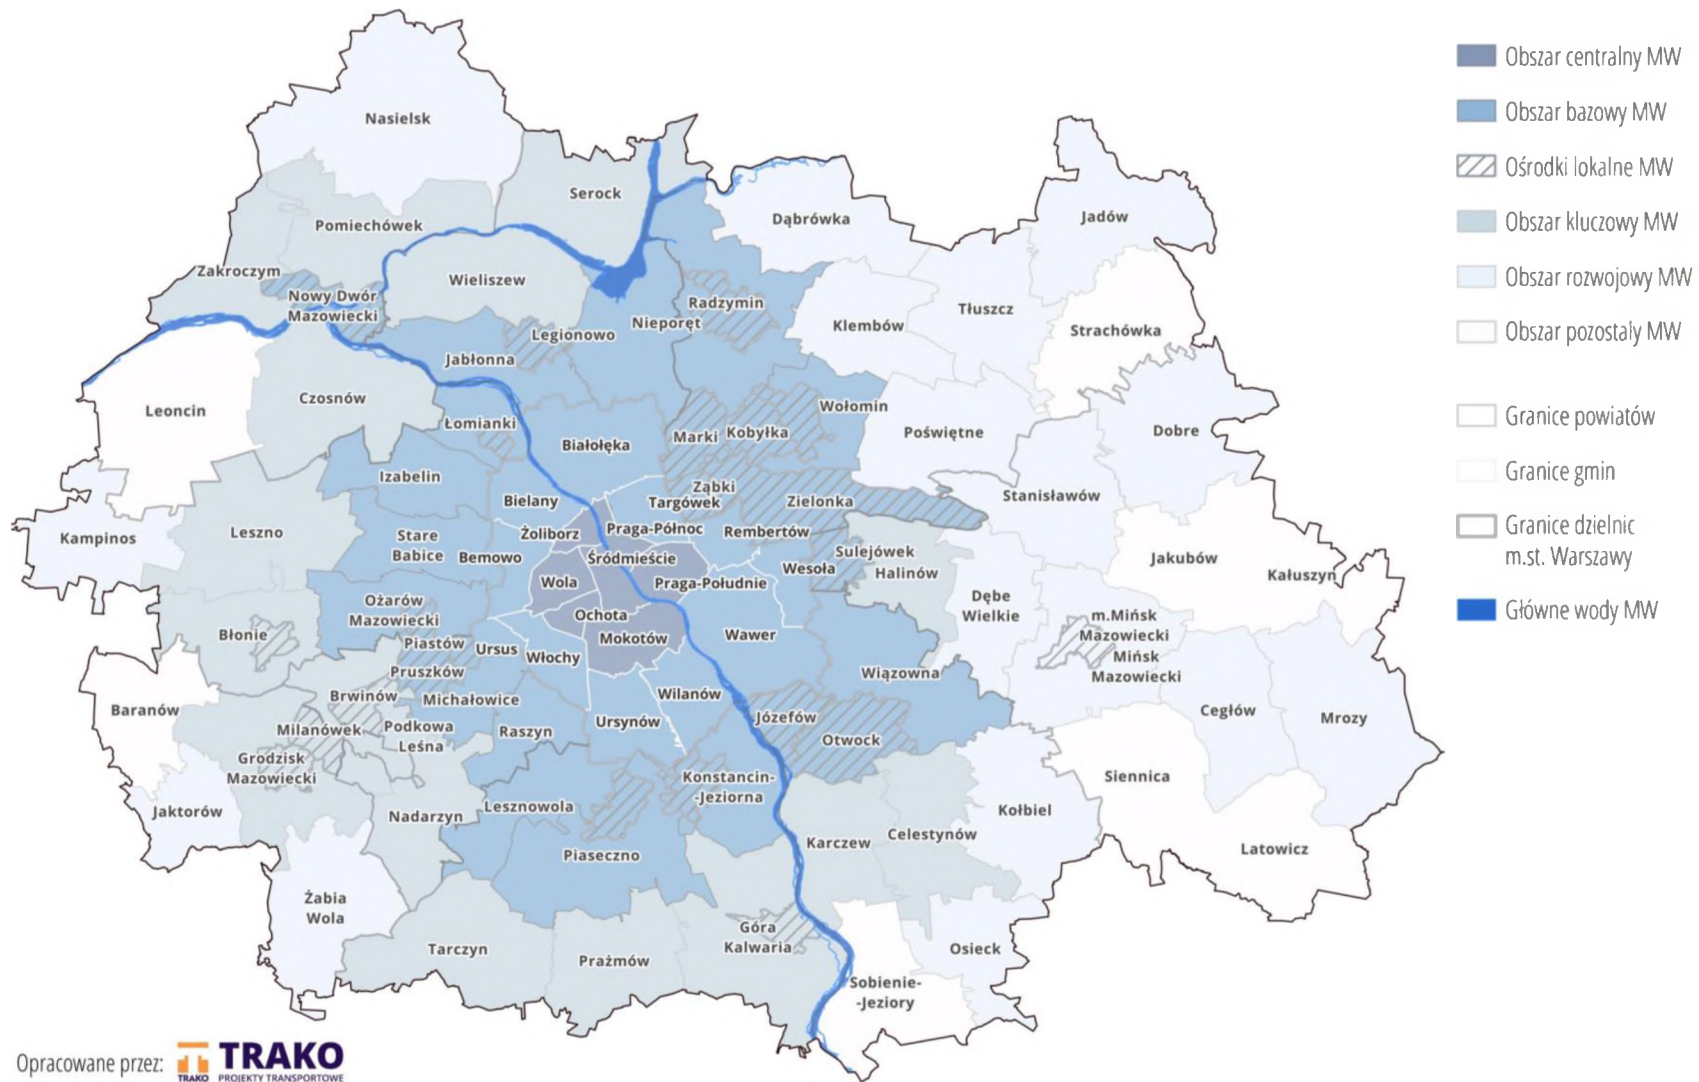 Nasielsk
Serock
Pomiechówek
Dąbrówka
Jadów
Zakroczym
Wieliszew
Nowy Dwór
Mazowiecki
Radzymin
Tłuszcz
Nieporęt
Klembów
Strachówka
Legionowo
Jabłonna
Leoncin
Czosnów
Łomianki
Wołomin
Białołęka
Marki
Kobyłka
Poświętne
Dobre
Izabelin
Ząbki
Bielany
Targówek
Zielonka
Stanisławów
Kampinos
Leszno
Stare
Babice
Żoliborz
Praga-Północ
Rembertów
Bemowo
Śródmieście
Sulejówek
Halinów
Jakubów
Kałuszyn
Wola
Praga-Południe
Wesoła
Ożarów
Mazowiecki
Ochota
Dębe
Wielkie
m.Mińsk
Mazowiecki
Mińsk
Mazowiecki
Błonie
Piastów
Ursus
Mokotów
Wawer
Włochy
Pruszków
Wiązowna
Brwinów
Michałowice
Wilanów
Baranów
Milanówek
Podkowa
Leśna
Raszyn
Ursynów
Józefów
Cegłów
Mrozy
Otwock
Grodzisk
Mazowiecki
Konstancin-
-Jeziorna
Siennica
Jaktorów
Nadarzyn
Lesznowola
Kołbiel
Karczew
Celestynów
Piaseczno
Latowicz
Żabia
Wola
Góra
Kalwaria
Tarczyn
Prażmów
Osieck
Sobienie-
-Jeziory
Obszar centralny MW
Obszar bazowy MW
Ośrodki lokalne MW
Obszar kluczowy MW
Obszar rozwojowy MW
Obszar pozostały MW
Granice powiatów
Granice gmin
Granice dzielnic
m.st. Warszawy
Główne wody MW
Opracowane przez:
TRAKO
TRAKO
PROJEKTY TRANSPORTOWE